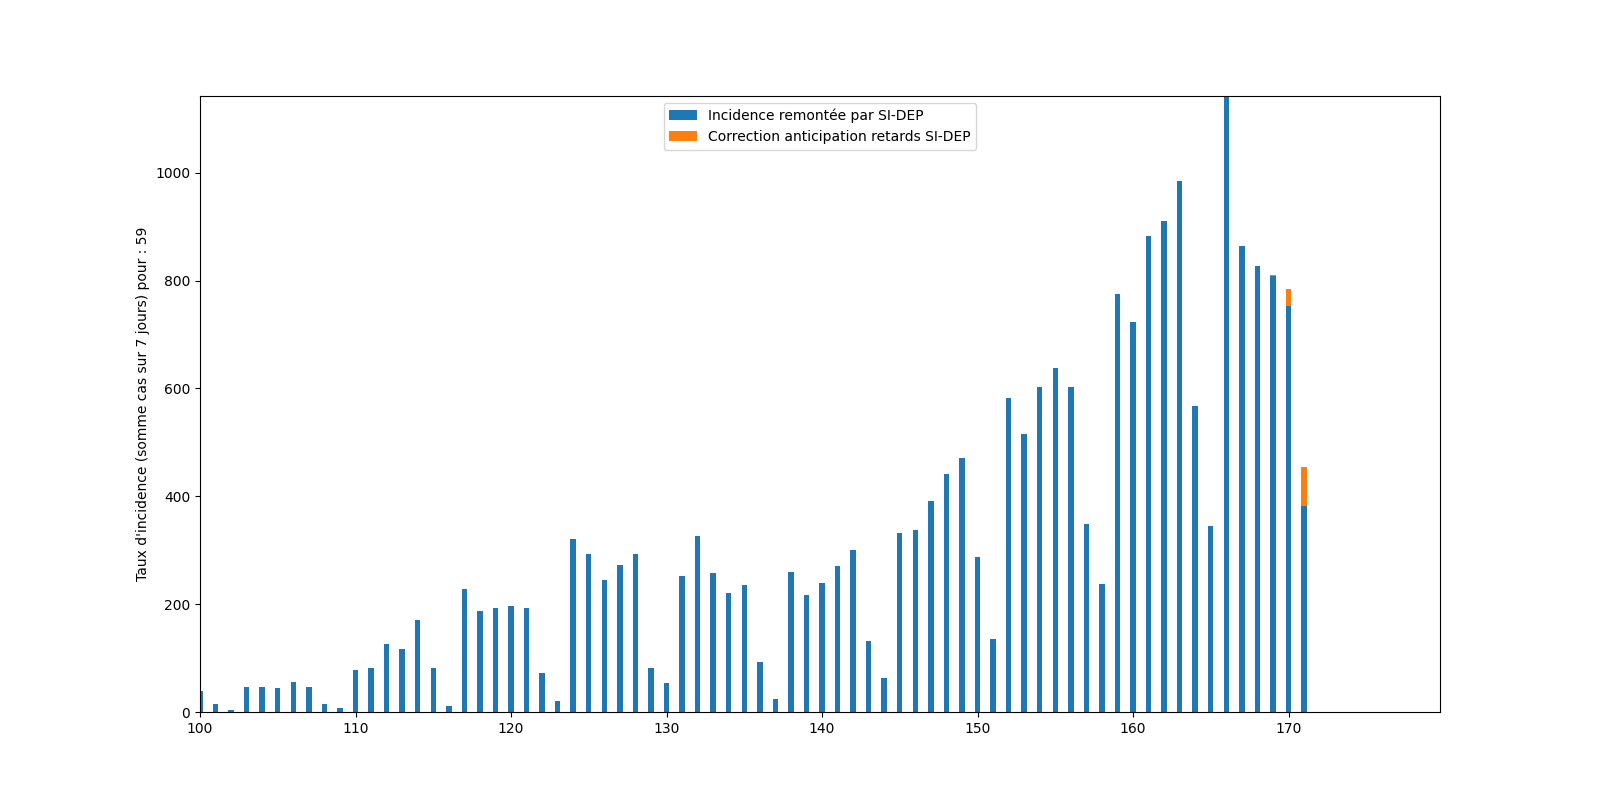 Incidence remontée par SI-DEP
Correction anticipation retards SI-DEP
Taux d'incidence (somme cas sur 7 jours) pour : 59
1000
800
600
400
200
0
100 110 120 130 140 150 160 170